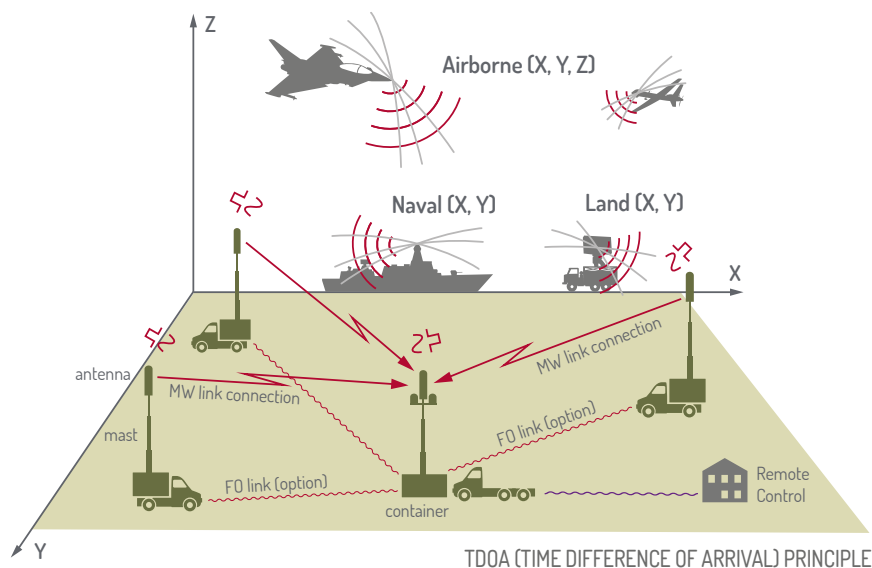 Z
Airborne (X, Y, Z)
Naval (X, Y)
Land (X, Y)
X
MW link connection
antenna
MW link connection
mast
FO link (option)
FO link (option)
Remote
Control
container
Y
TDOA (TIME DIFFERENCE OF ARRIVAL) PRINCIPLE